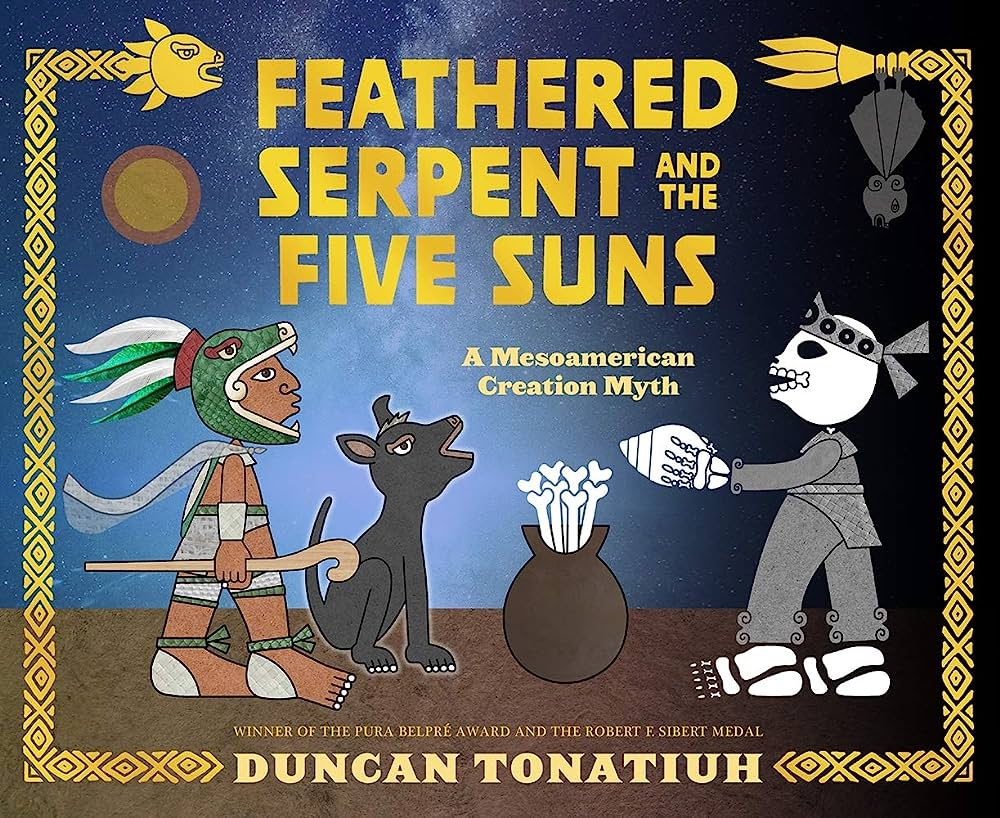 FEATHERED
SERPENT AND THE
FIVE SUNS
A Mesoamerican
Creation Myth
WINNER OF THE PURA BELPRÉ AWARD AND THE ROBERT F. SIBERT MEDAL
DUNCAN TONATIUH